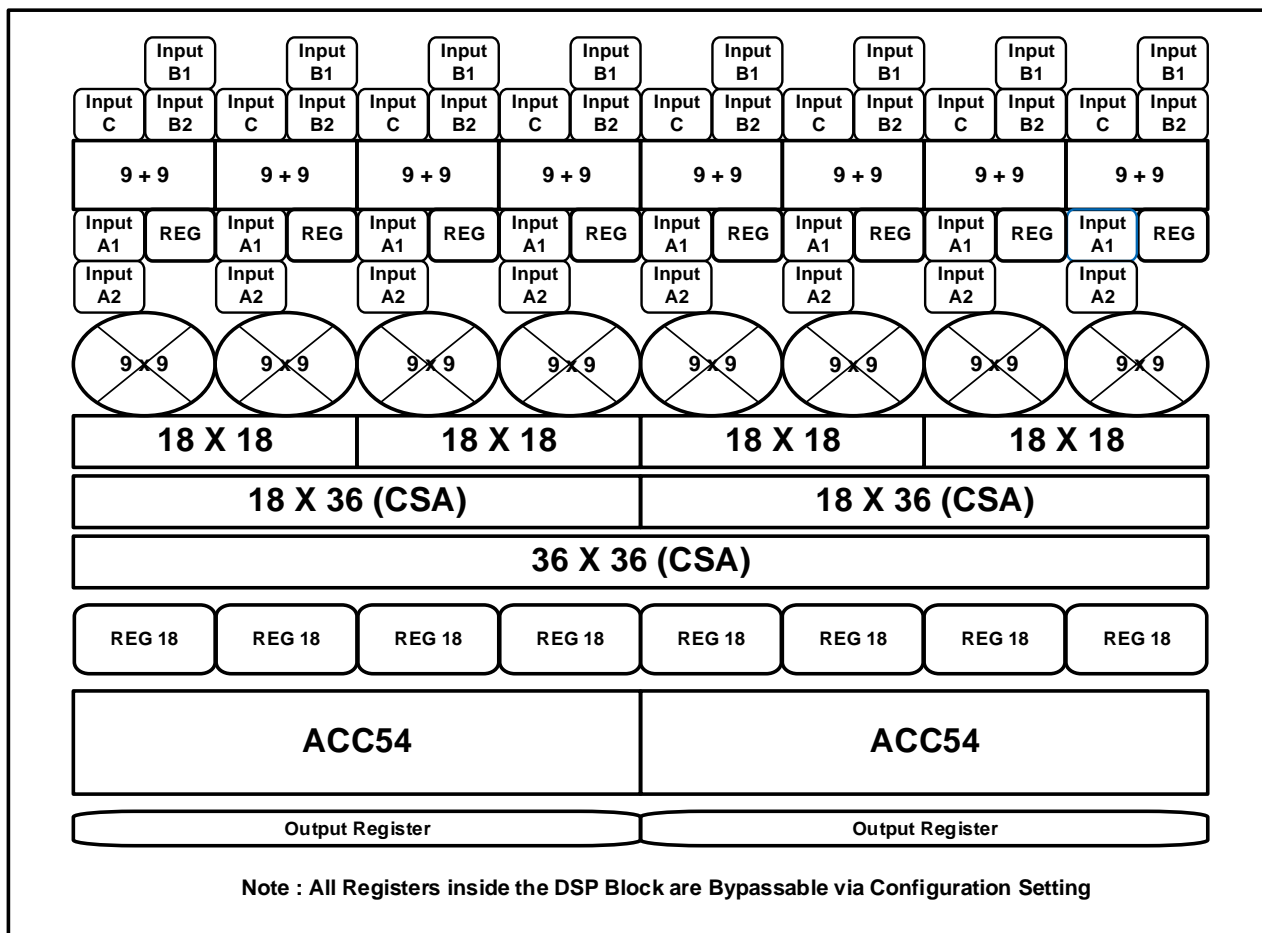 Input Input Input Input Input Input Input Input
B1 B1 B1 B1 B1 B1 B1 B1
Input Input Input Input Input Input Input Input Input Input Input Input Input Input Input Input
C B2 C B2 C B2 C B2 C B2 C B2 C B2 C B2
9 + 9 9 + 9 9 + 9 9 + 9 9 + 9 9 + 9 9 + 9 9 + 9
Input REG Input REG Input REG Input REG Input REG Input REG Input REG Input REG
A1 A1 A1 A1 A1 A1 A1 A1
Input Input Input Input Input Input Input Input
A2 A2 A2 A2 A2 A2 A2 A2
9 x 9 9 x 9 9 x 9 9 x 9 9 x 9 9 x 9 9 x 9 9 x 9
18 X 18 18 X 18 18 X 18 18 X 18
18 X 36 (CSA) 18 X 36 (CSA)
36 X 36 (CSA)
REG 18 REG 18 REG 18 REG 18 REG 18 REG 18 REG 18 REG 18
ACC54 ACC54
Output Register Output Register
Note : All Registers inside the DSP Block are Bypassable via Configuration Setting